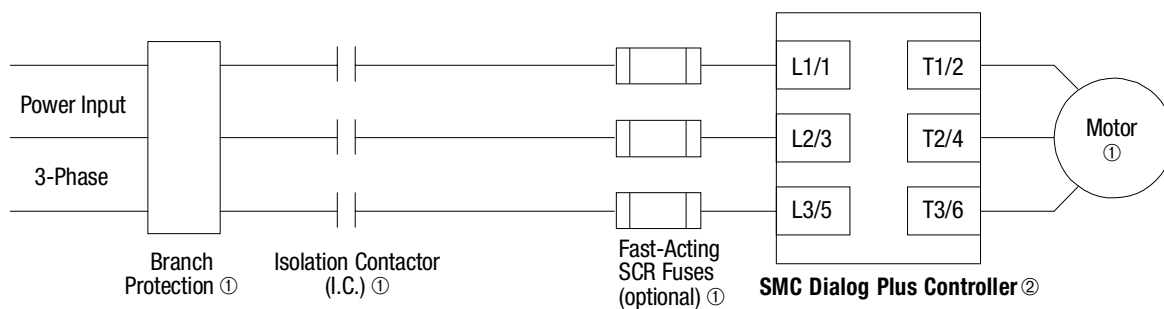 Power Input
3-Phase
L1/1
T1/2
L2/3
T2/4
L3/5
T3/6
Motor
①
Branch
Protection ①
Isolation Contactor
(I.C.) ①
Fast-Acting
SCR Fuses
(optional) ①
SMC Dialog Plus Controller ②